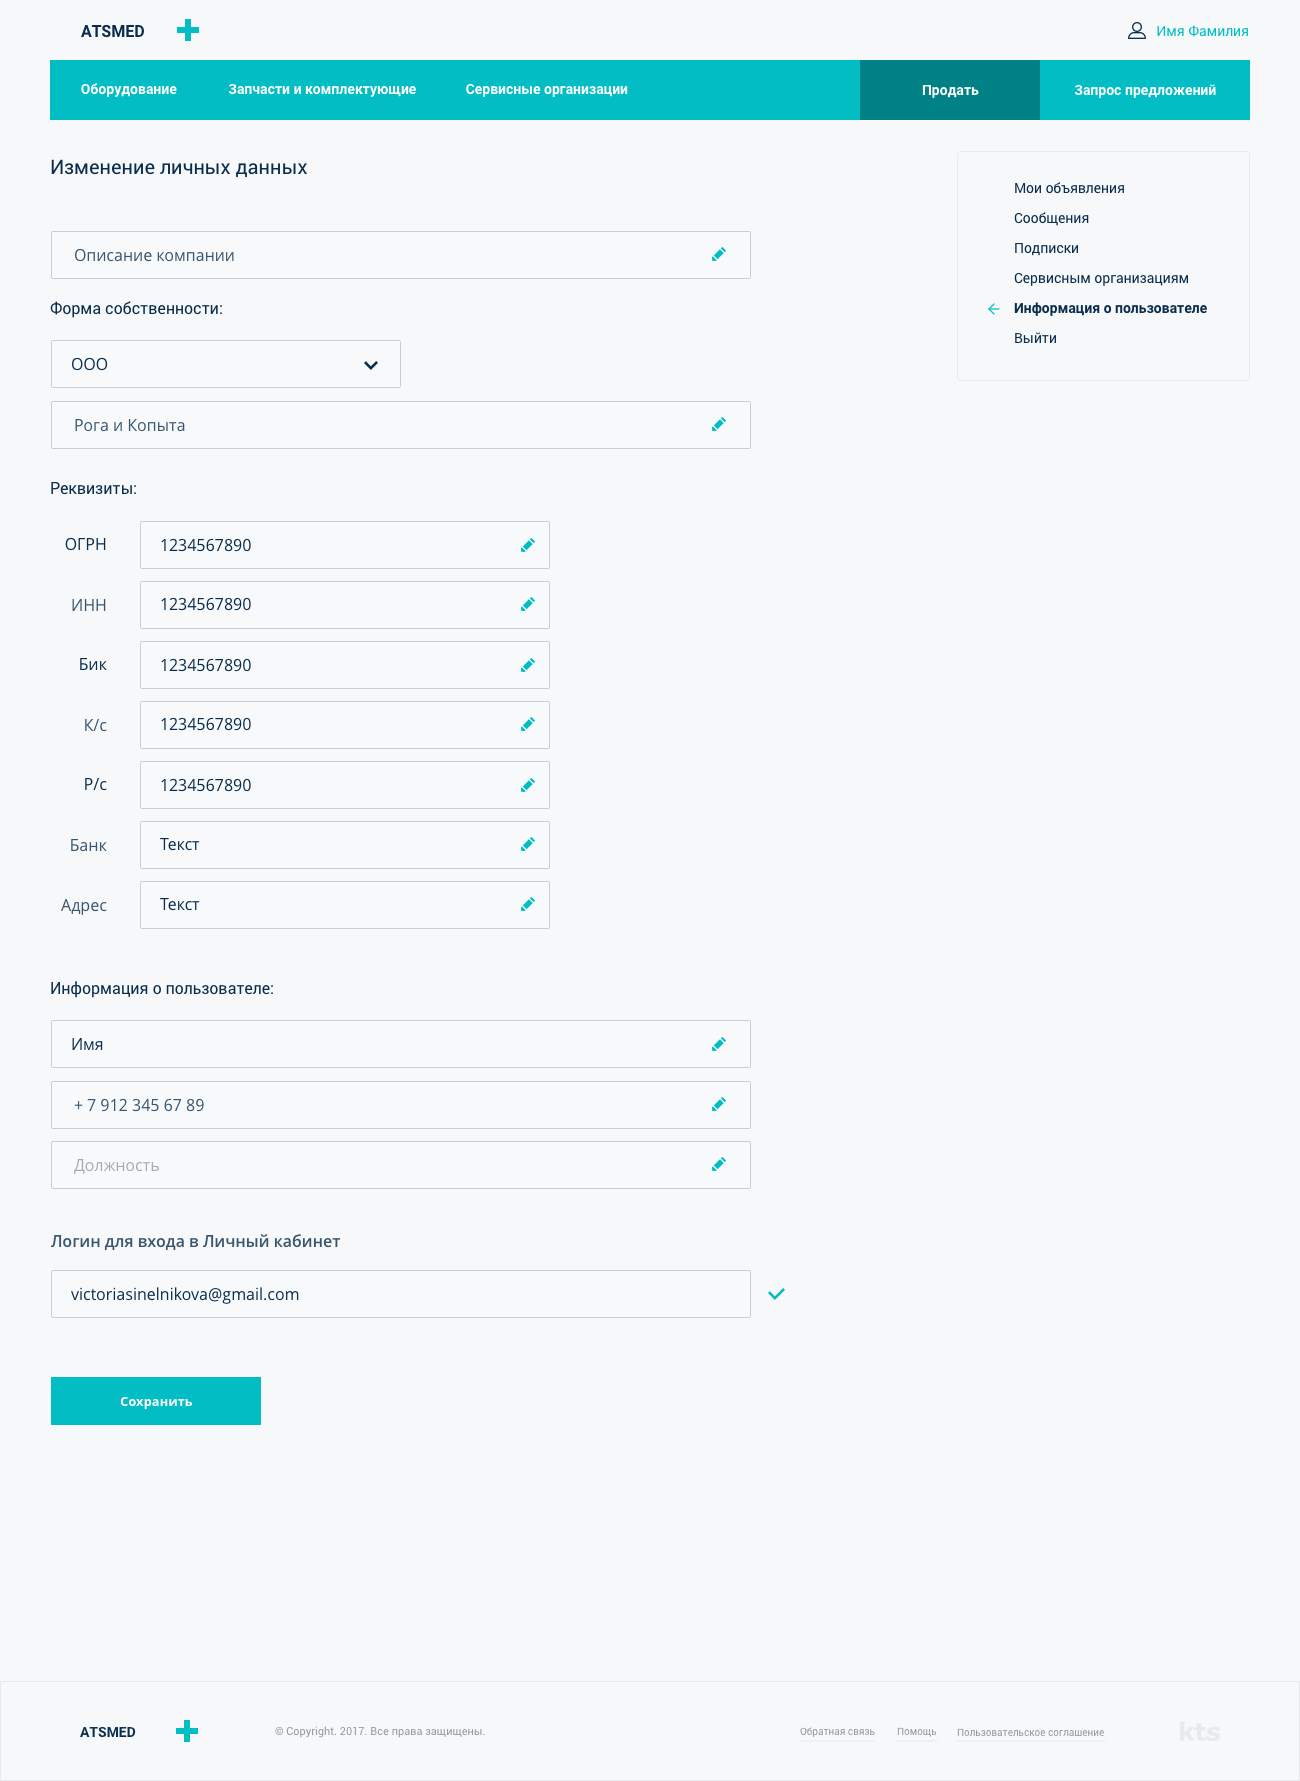 ATSMED
Имя Фамилия
Оборудование
Запчасти и комплектующие
Сервисные организации
Продать
Запрос предложений
Изменение личных данных
Мои объявления
Сообщения
Подписки
Сервисным организациям
Информация о пользователе
Выйти
Описание компании
Форма собственности:
ООО
Рога и Копыта
Реквизиты:
ОГРН 1234567890
ИНН 1234567890
Бик 1234567890
К/с 1234567890
Р/с 1234567890
Банк Текст
Адрес Текст
Информация о пользователе:
Имя
+ 7 912 345 67 89
Должность
Логин для входа в Личный кабинет
victoriasinelnikova@gmail.com
Сохранить
ATSMED
© Copyright. 2017. Все права защищены.
Обратная связь
Помощь
Пользовательское соглашение
kts